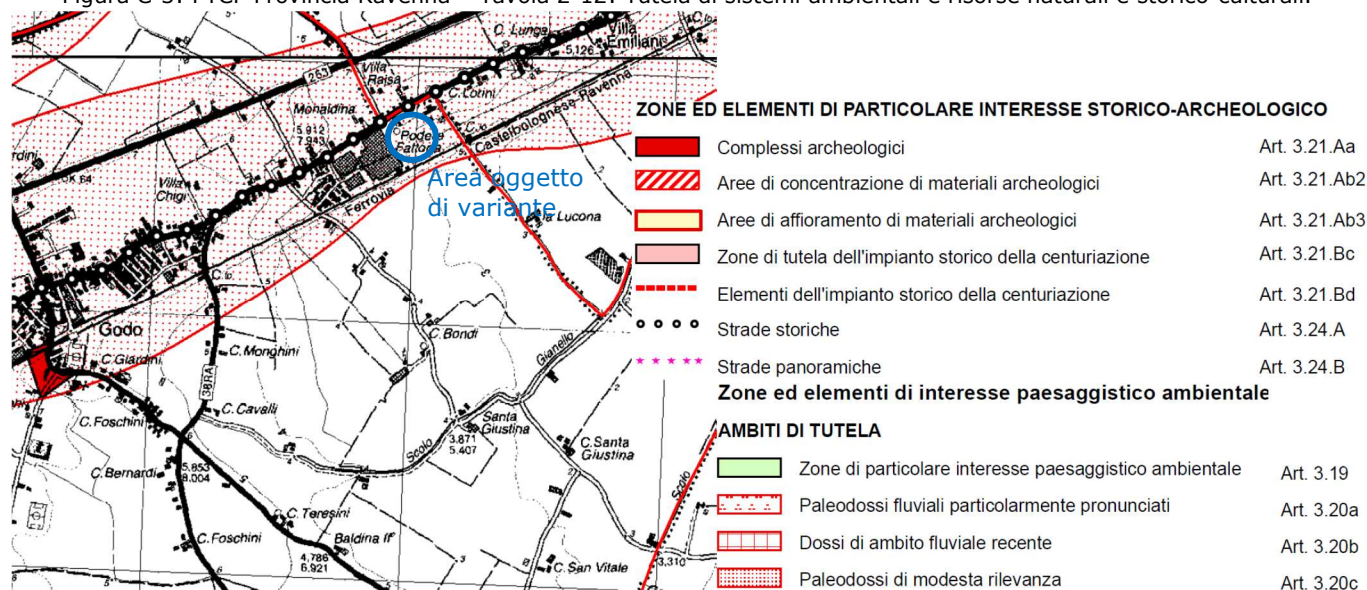 Figura C-3. PTCP Provincia Ravenna – Tavola 2-12: Tutela di sistemi ambientali e risorse naturali e storico-culturali.
C. Lunga
Villa
Emiliani
5,126
253
Villa
Raisa
C. Lorini
Monaldina
5.912
7.943
Podere
Fattoria
Castelbolognese Ravenna
Ferrovia
Area oggetto
di variante
Villa
Chigi
la Lucona
Godo
C. Giardini
C. Monghini
C. Bondi
Gianello
38RA
C. Cavalli
C. Foschini
Santa
Giustina
3.871
5.407
Scolo
C. Santa
Giustina
C. Bernardi
5.853
8.004
C. Teresini
C. Foschini
Baldina IIª
4.786
6.921
C. San Vitale
3,310
Scolo
ZONE ED ELEMENTI DI PARTICOLARE INTERESSE STORICO-ARCHEOLOGICO
Complessi archeologici Art. 3.21.Aa
Aree di concentrazione di materiali archeologici Art. 3.21.Ab2
Aree di affioramento di materiali archeologici Art. 3.21.Ab3
Zone di tutela dell'impianto storico della centuriazione Art. 3.21.Bc
Elementi dell'impianto storico della centuriazione Art. 3.21.Bd
Strade storiche Art. 3.24.A
Strade panoramiche Art. 3.24.B
Zone ed elementi di interesse paesaggistico ambientale
AMBITI DI TUTELA
Zone di particolare interesse paesaggistico ambientale Art. 3.19
Paleodossi fluviali particolarmente pronunciati Art. 3.20a
Dossi di ambito fluviale recente Art. 3.20b
Paleodossi di modesta rilevanza Art. 3.20c